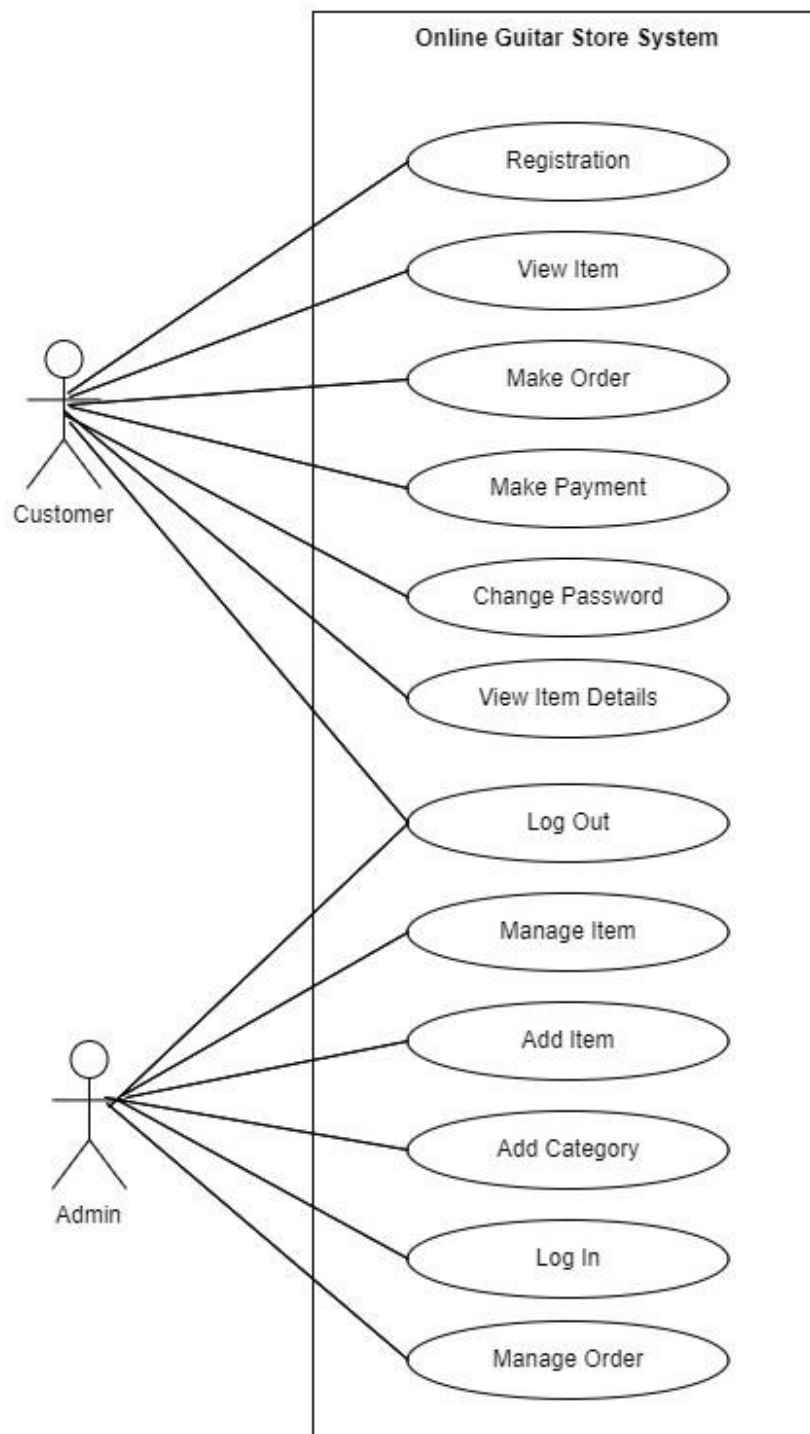 Online Guitar Store System
Registration
View Item
Make Order
Make Payment
Customer
Change Password
View Item Details
Log Out
Manage Item
Add Item
Add Category
Admin
Log In
Manage Order